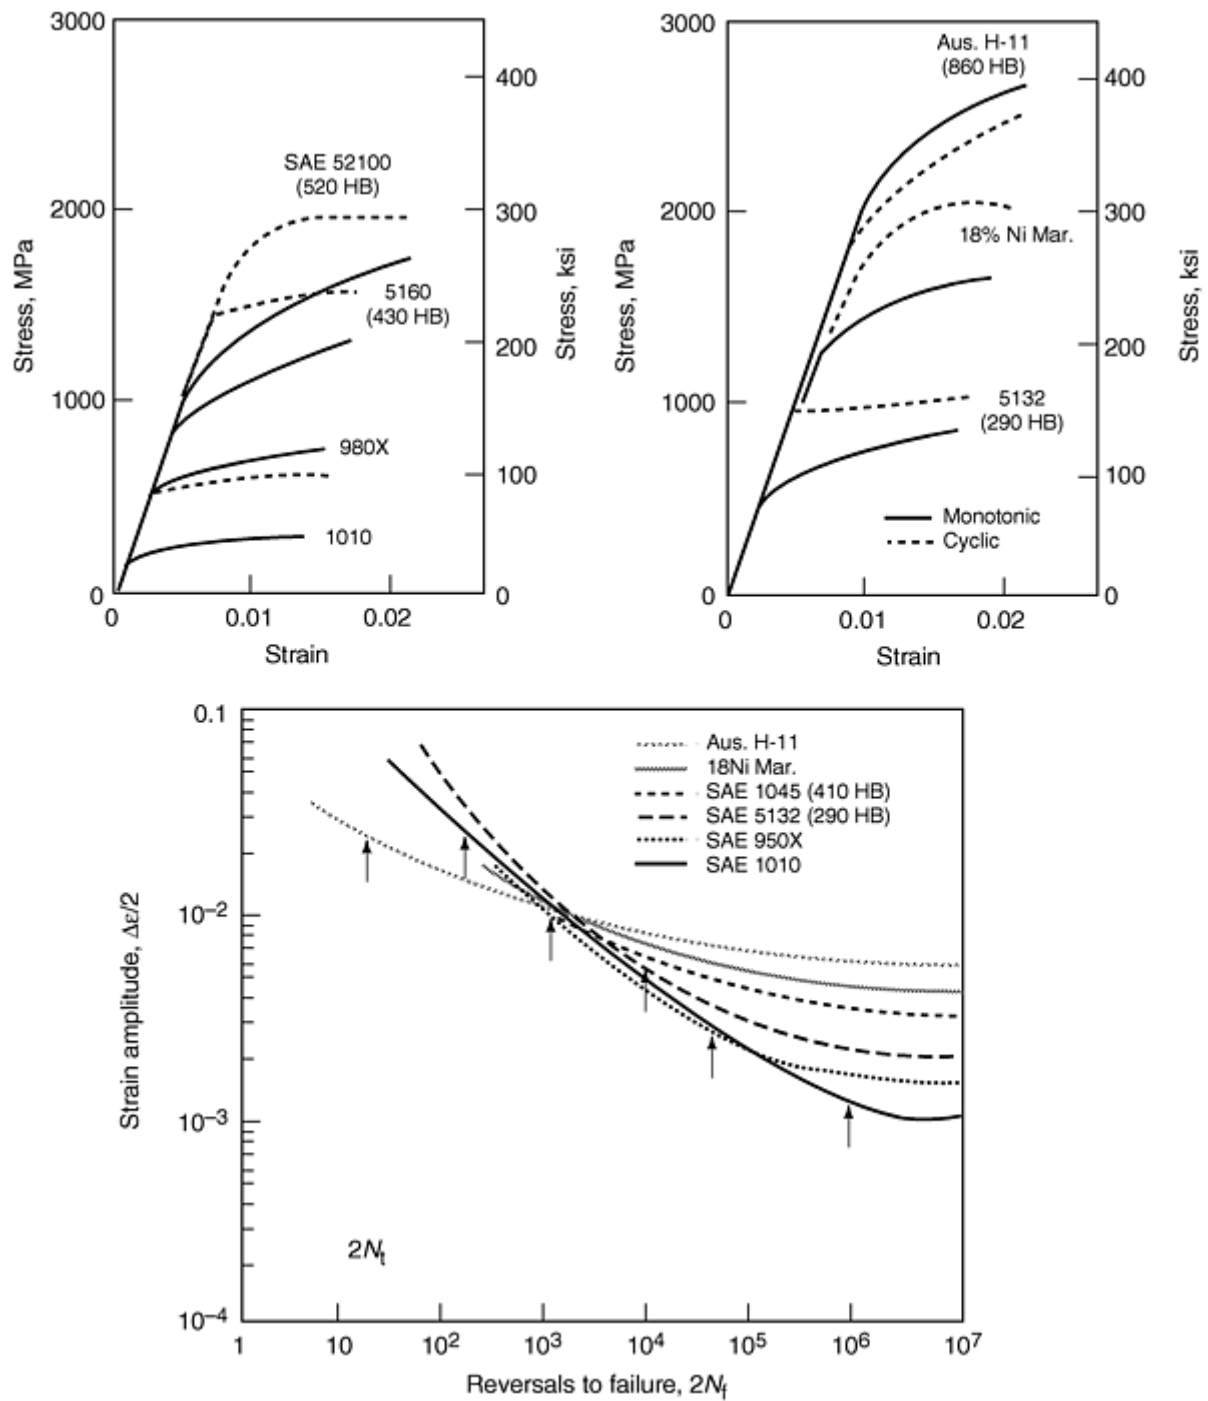 3000
2000
1000
0
Stress, MPa
SAE 52100
(520 HB)
5160
(430 HB)
980X
1010
400
300
200
100
0
Stress, ksi
0
0.01
0.02
Strain
3000
2000
1000
0
Stress, MPa
Aus. H-11
(860 HB)
18% Ni Mar.
5132
(290 HB)
Monotonic
Cyclic
400
300
200
100
0
Stress, ksi
0
0.01
0.02
Strain
0.1
10–2
10–3
10–4
Strain amplitude, Δε/2
Aus. H-11
18Ni Mar.
SAE 1045 (410 HB)
SAE 5132 (290 HB)
SAE 950X
SAE 1010
2Nt
1
10
10²
10³
10⁴
10⁵
10⁶
10⁷
Reversals to failure, 2Nf